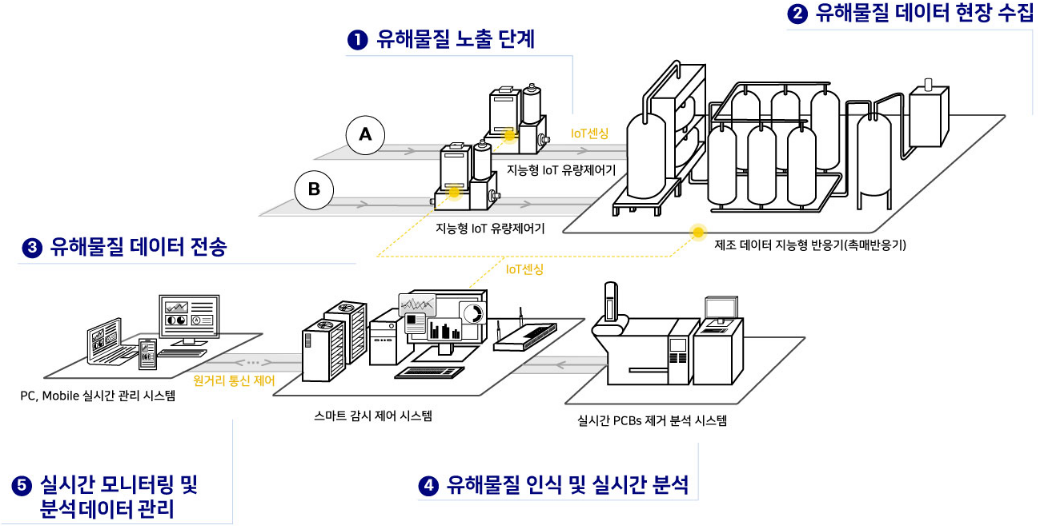 ❶ 유해물질 노출 단계
❷ 유해물질 데이터 현장 수집
A
IoT센싱
지능형 IoT 유량제어기
B
지능형 IoT 유량제어기
제조 데이터 지능형 반응기(촉매반응기)
❸ 유해물질 데이터 전송
IoT센싱
원거리 통신 제어
PC, Mobile 실시간 관리 시스템
스마트 감시 제어 시스템
실시간 PCBs 제거 분석 시스템
❹ 유해물질 인식 및 실시간 분석
❺ 실시간 모니터링 및
분석데이터 관리